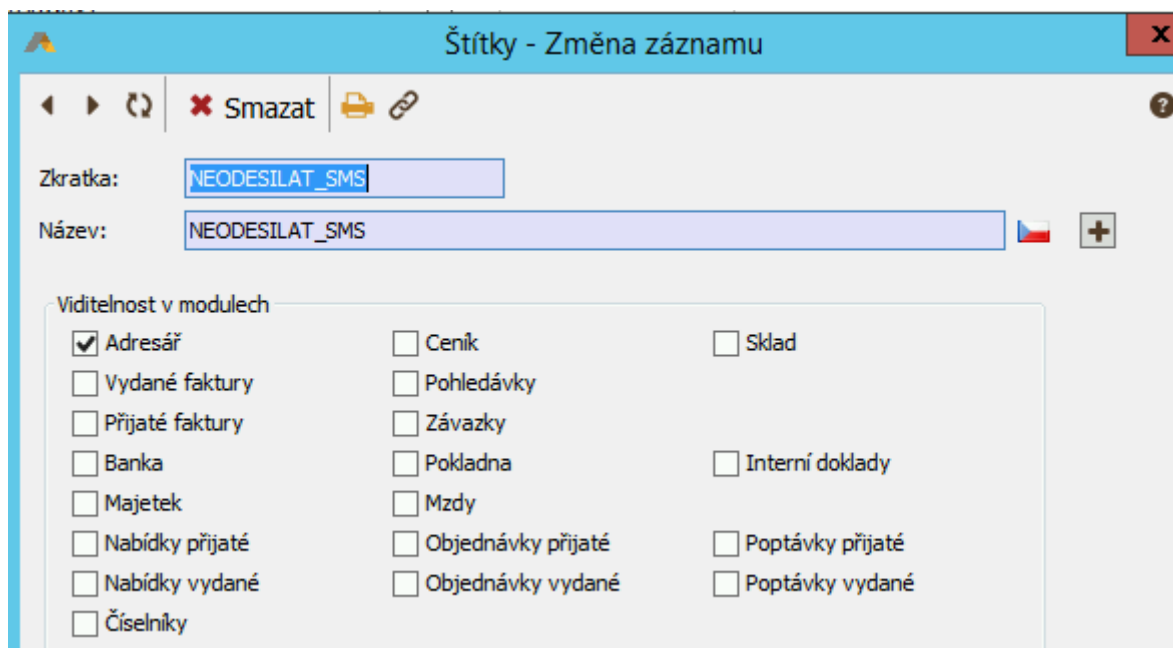 Štítky - Změna záznamu
x
Smazat
?
Zkratka: NEODESILAT_SMS
Název: NEODESILAT_SMS
Viditelnost v modulech
Adresář Ceník Sklad
Vydané faktury Pohledávky
Přijaté faktury Závazky
Banka Pokladna Interní doklady
Majetek Mzdy
Nabídky přijaté Objednávky přijaté Poptávky přijaté
Nabídky vydané Objednávky vydané Poptávky vydané
Číselníky